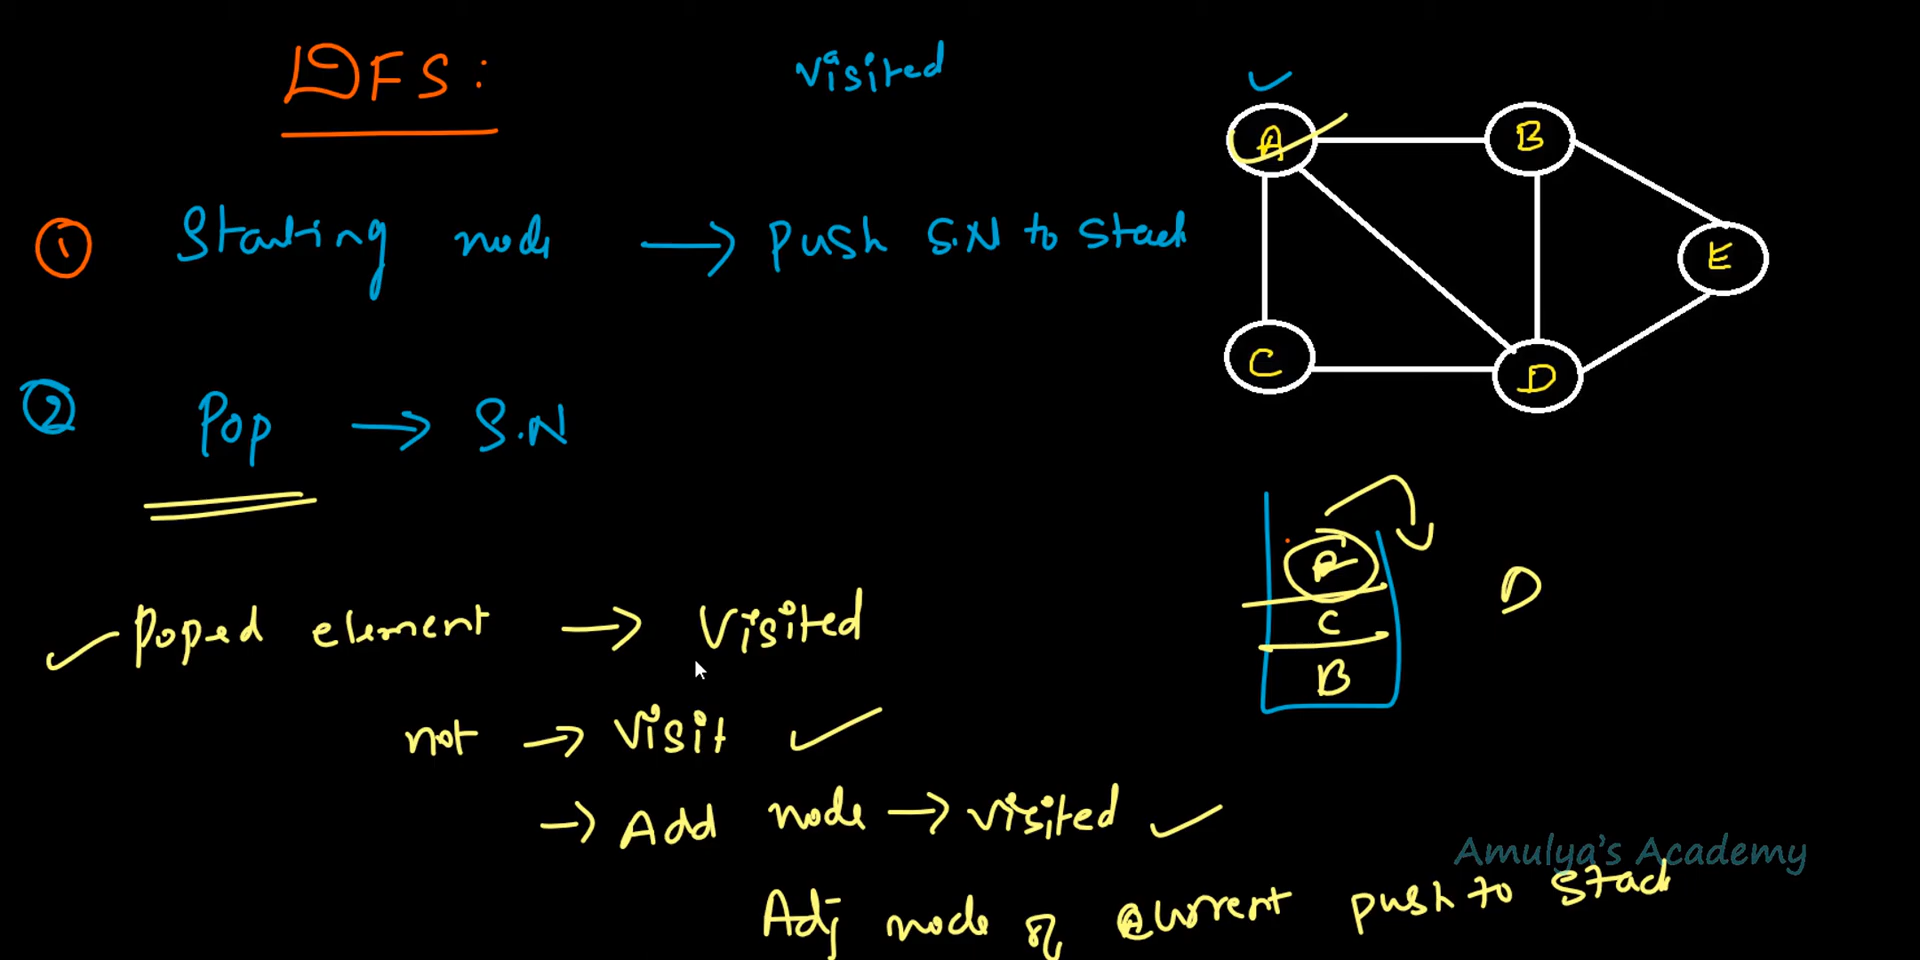 DFS:
visited
① Starting node → push S.N to stack
② Pop → S.N
✓ Poped element → Visited
not → visit ✓
→ Add node → visited ✓
Adj node of current push to stack
A
B
E
C
D
C
B
D
Amulya's Academy